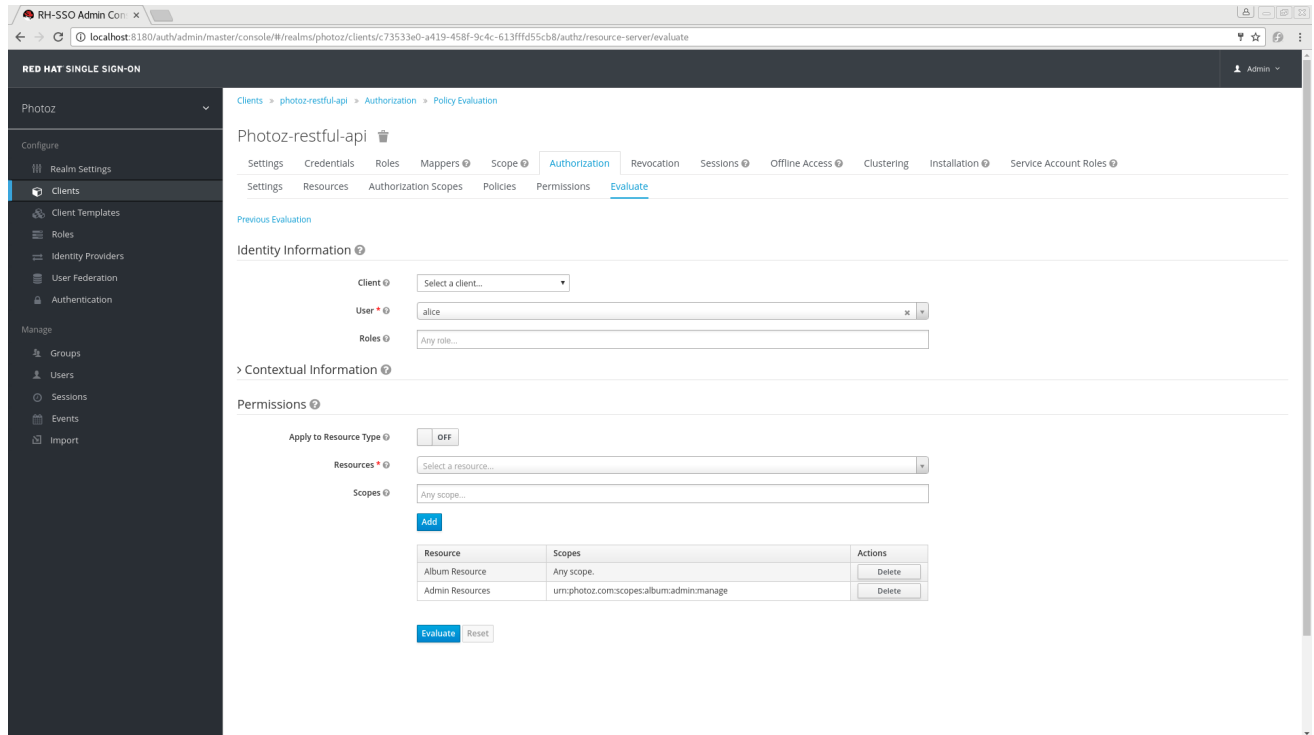 RH-SSO Admin Con
localhost:8180/auth/admin/master/console/#/realms/photoz/clients/c73533e0-a419-458f-9c4c-613fffd55cb8/authz/resource-server/evaluate
RED HAT SINGLE SIGN-ON
Admin
Photoz
Configure
Realm Settings
Clients
Client Templates
Roles
Identity Providers
User Federation
Authentication
Manage
Groups
Users
Sessions
Events
Import
Clients » photoz-restful-api » Authorization » Policy Evaluation
Photoz-restful-api
Settings Credentials Roles Mappers Scope Authorization Revocation Sessions Offline Access Clustering Installation Service Account Roles
Settings Resources Authorization Scopes Policies Permissions Evaluate
Previous Evaluation
Identity Information
Client Select a client...
User * alice
Roles Any role...
> Contextual Information
Permissions
Apply to Resource Type OFF
Resources * Select a resource...
Scopes Any scope...
Add
Resource Scopes Actions
Album Resource Any scope. Delete
Admin Resources urn:photoz.com:scopes:album:admin:manage Delete
Evaluate Reset